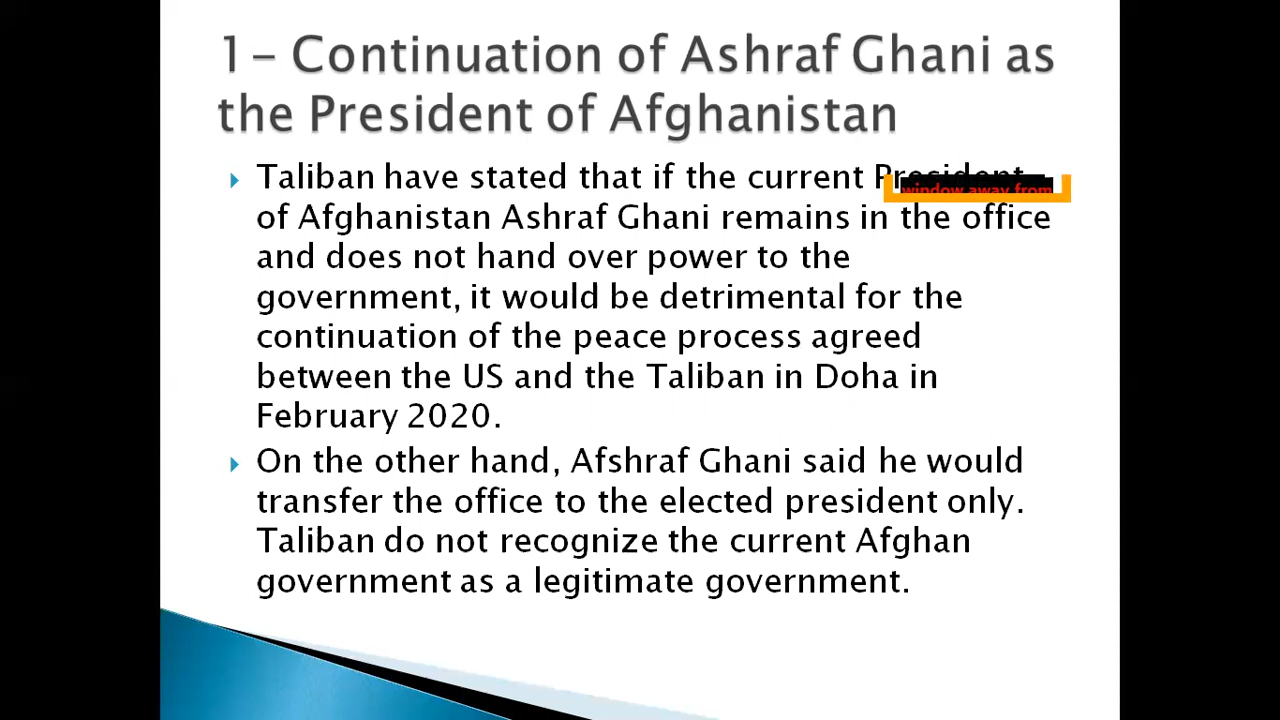 1- Continuation of Ashraf Ghani as
the President of Afghanistan
Taliban have stated that if the current President
window away from
of Afghanistan Ashraf Ghani remains in the office
and does not hand over power to the
government, it would be detrimental for the
continuation of the peace process agreed
between the US and the Taliban in Doha in
February 2020.
On the other hand, Afshraf Ghani said he would
transfer the office to the elected president only.
Taliban do not recognize the current Afghan
government as a legitimate government.